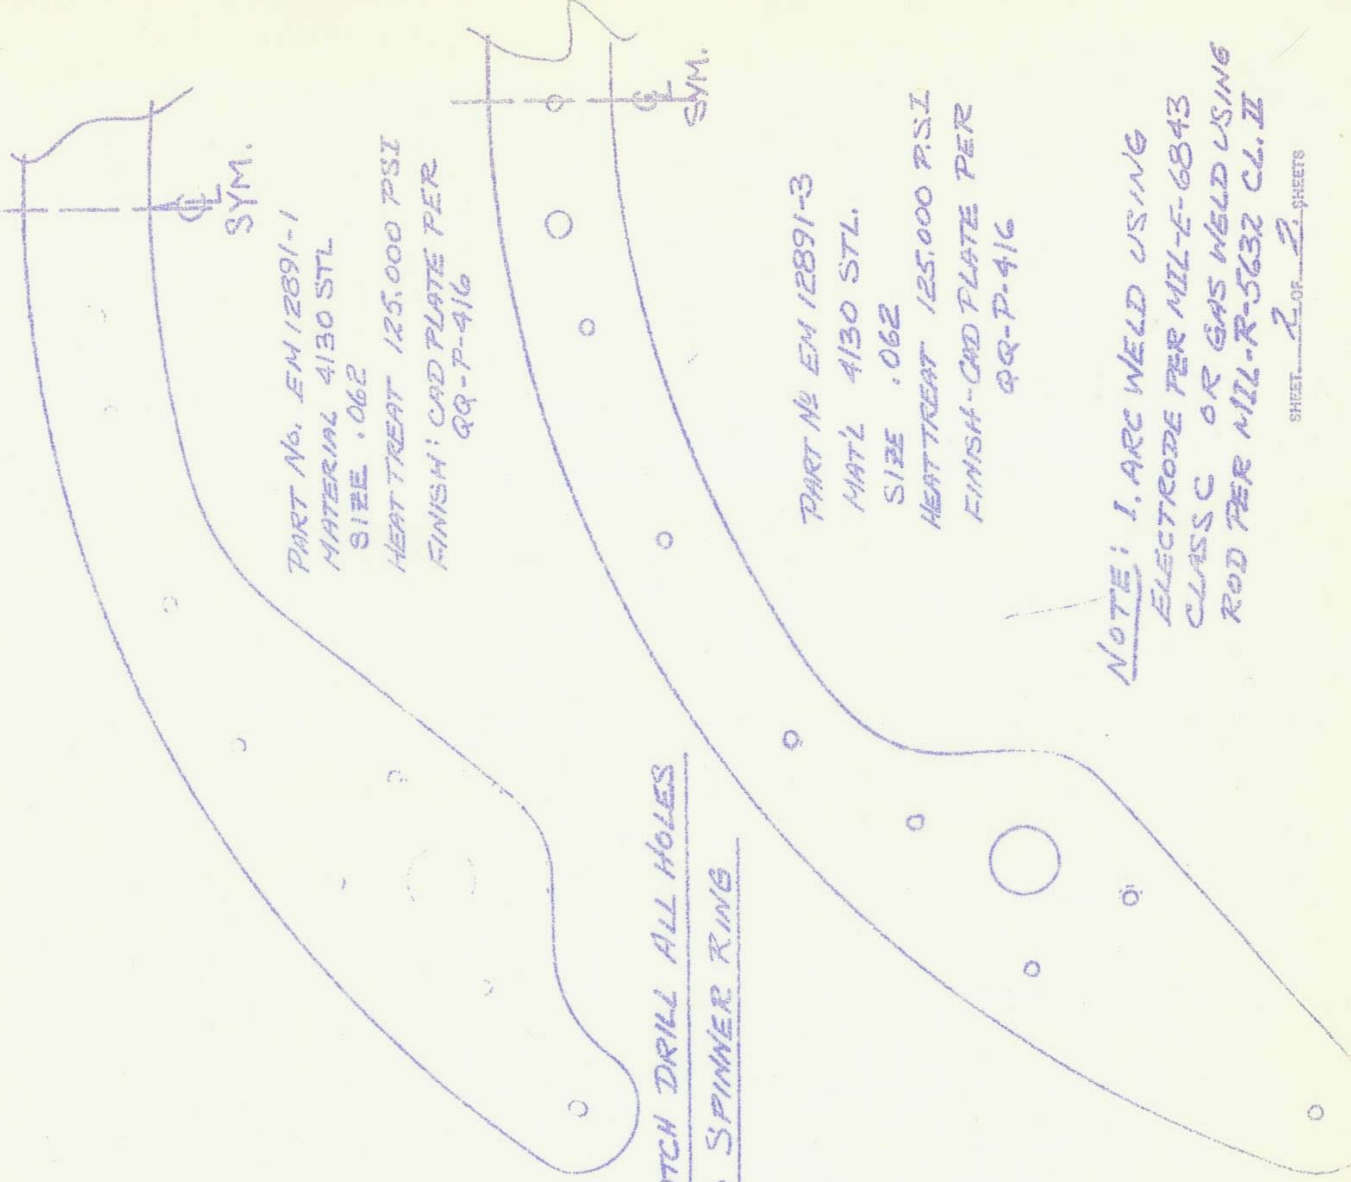 ℄
SYM.
PART No. EM12891-1
MATERIAL 4130 STL
SIZE .062
HEAT TREAT 125.000 PSI
FINISH: CAD PLATE PER
QQ-P-416
℄
SYM.
PART Nº EM 12891-3
MAT'L 4130 STL.
SIZE .062
HEAT TREAT 125.000 P.S.I
FINISH-CAD PLATE PER
QQ-P-416
TCH DRILL ALL HOLES
SPINNER RING
NOTE: 1. ARC WELD USING
ELECTRODE PER MIL-E-6843
CLASS C OR GAS WELD USING
ROD PER MIL-R-5632 CL. II
SHEET 2 OF 2 SHEETS